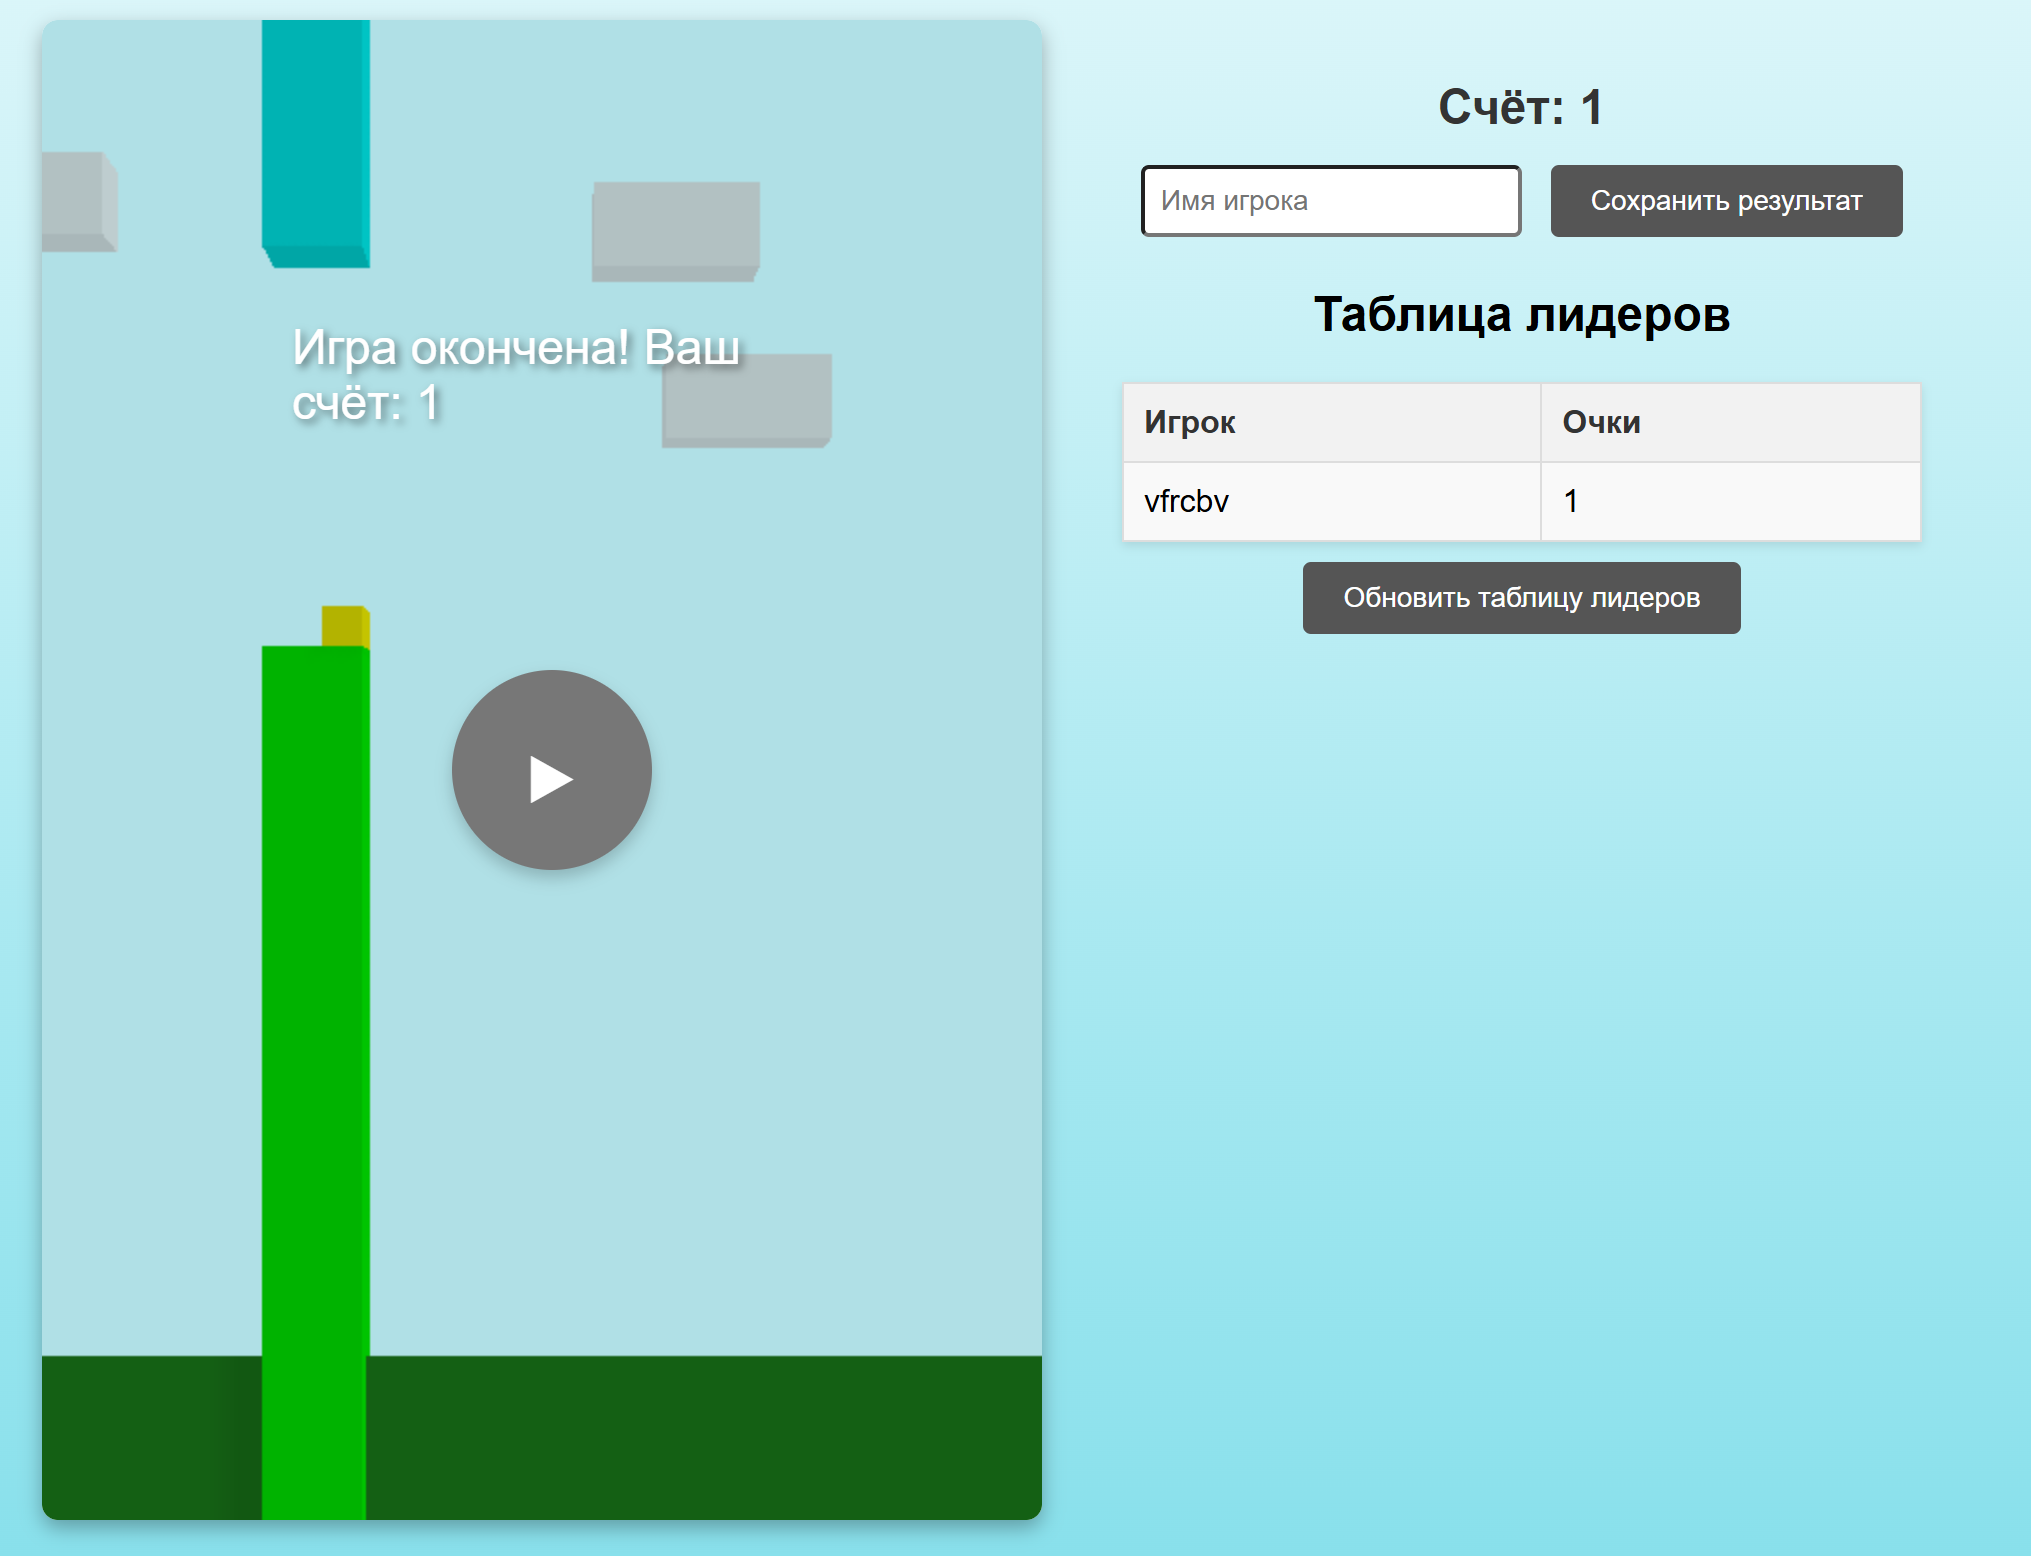 Игра окончена! Ваш
счёт: 1
Счёт: 1
Имя игрока
Сохранить результат
Таблица лидеров
Игрок Очки
vfrcbv 1
Обновить таблицу лидеров